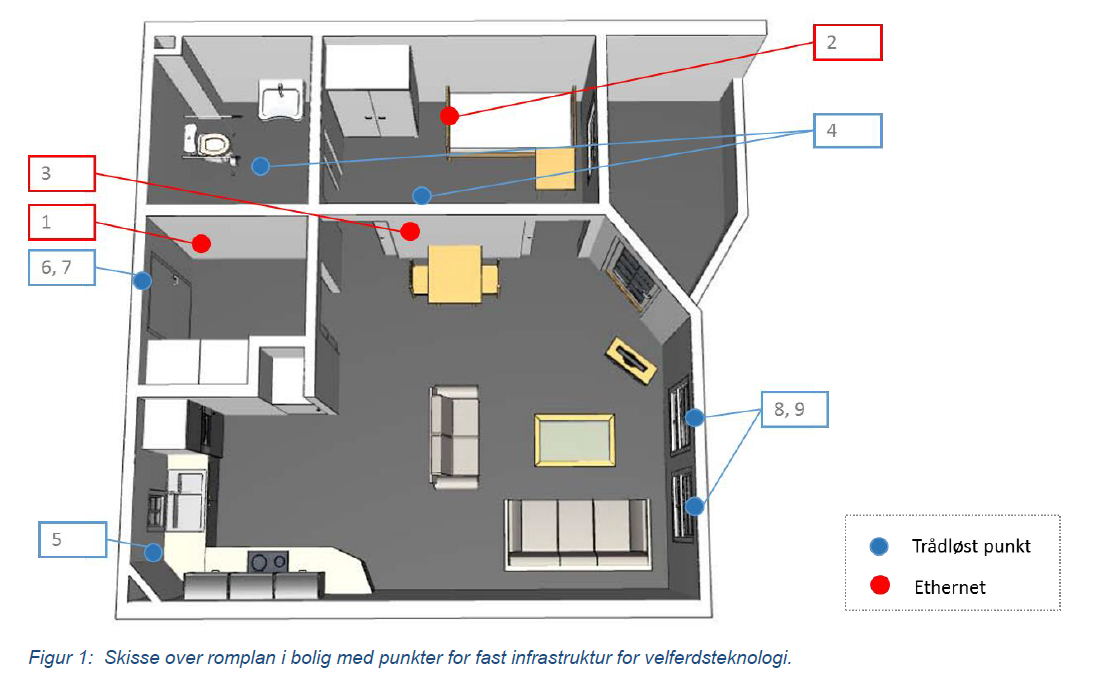 2
4
3
1
6, 7
8, 9
5
Trådløst punkt
Ethernet
Figur 1: Skisse over romplan i bolig med punkter for fast infrastruktur for velferdsteknologi.